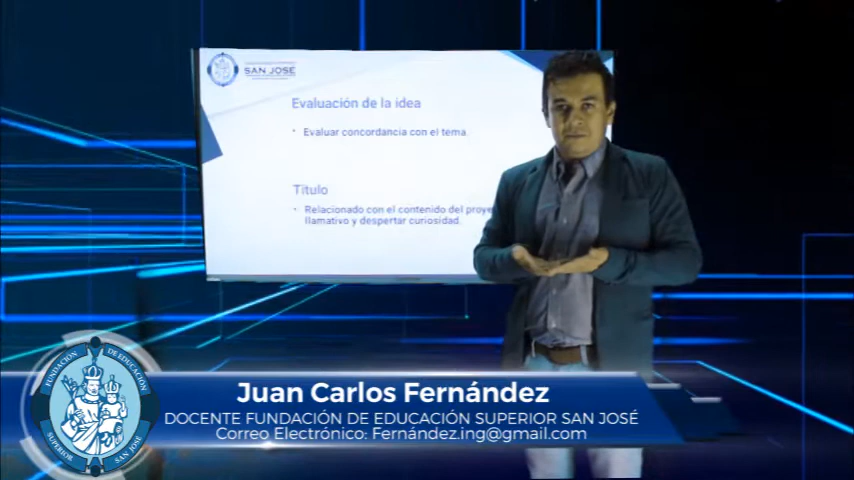 SAN JOSÉ
Evaluación de la idea
• Evaluar concordancia con el tema.
Título
• Relacionado con el contenido del proye
llamativo y despertar curiosidad.
Juan Carlos Fernández
DOCENTE FUNDACIÓN DE EDUCACIÓN SUPERIOR SAN JOSÉ
Correo Electrónico: Fernández.ing@gmail.com
FUNDACIÓN DE EDUCACIÓN
SUPERIOR SAN JOSÉ